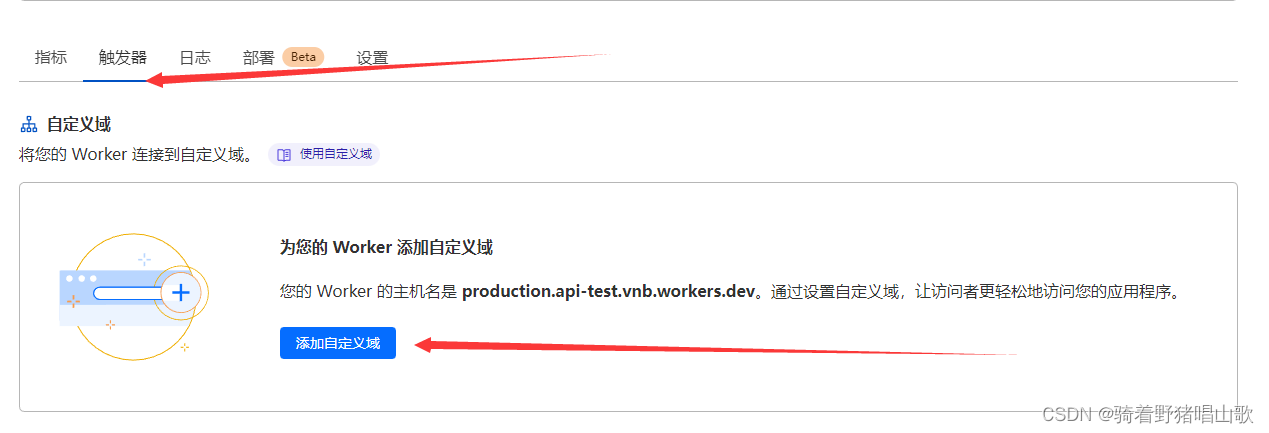 指标 触发器 日志 部署 Beta 设置
自定义域
将您的 Worker 连接到自定义域。 使用自定义域
为您的 Worker 添加自定义域
您的 Worker 的主机名是 production.api-test.vnb.workers.dev。通过设置自定义域，让访问者更轻松地访问您的应用程序。
添加自定义域
CSDN @骑着野猪唱山歌